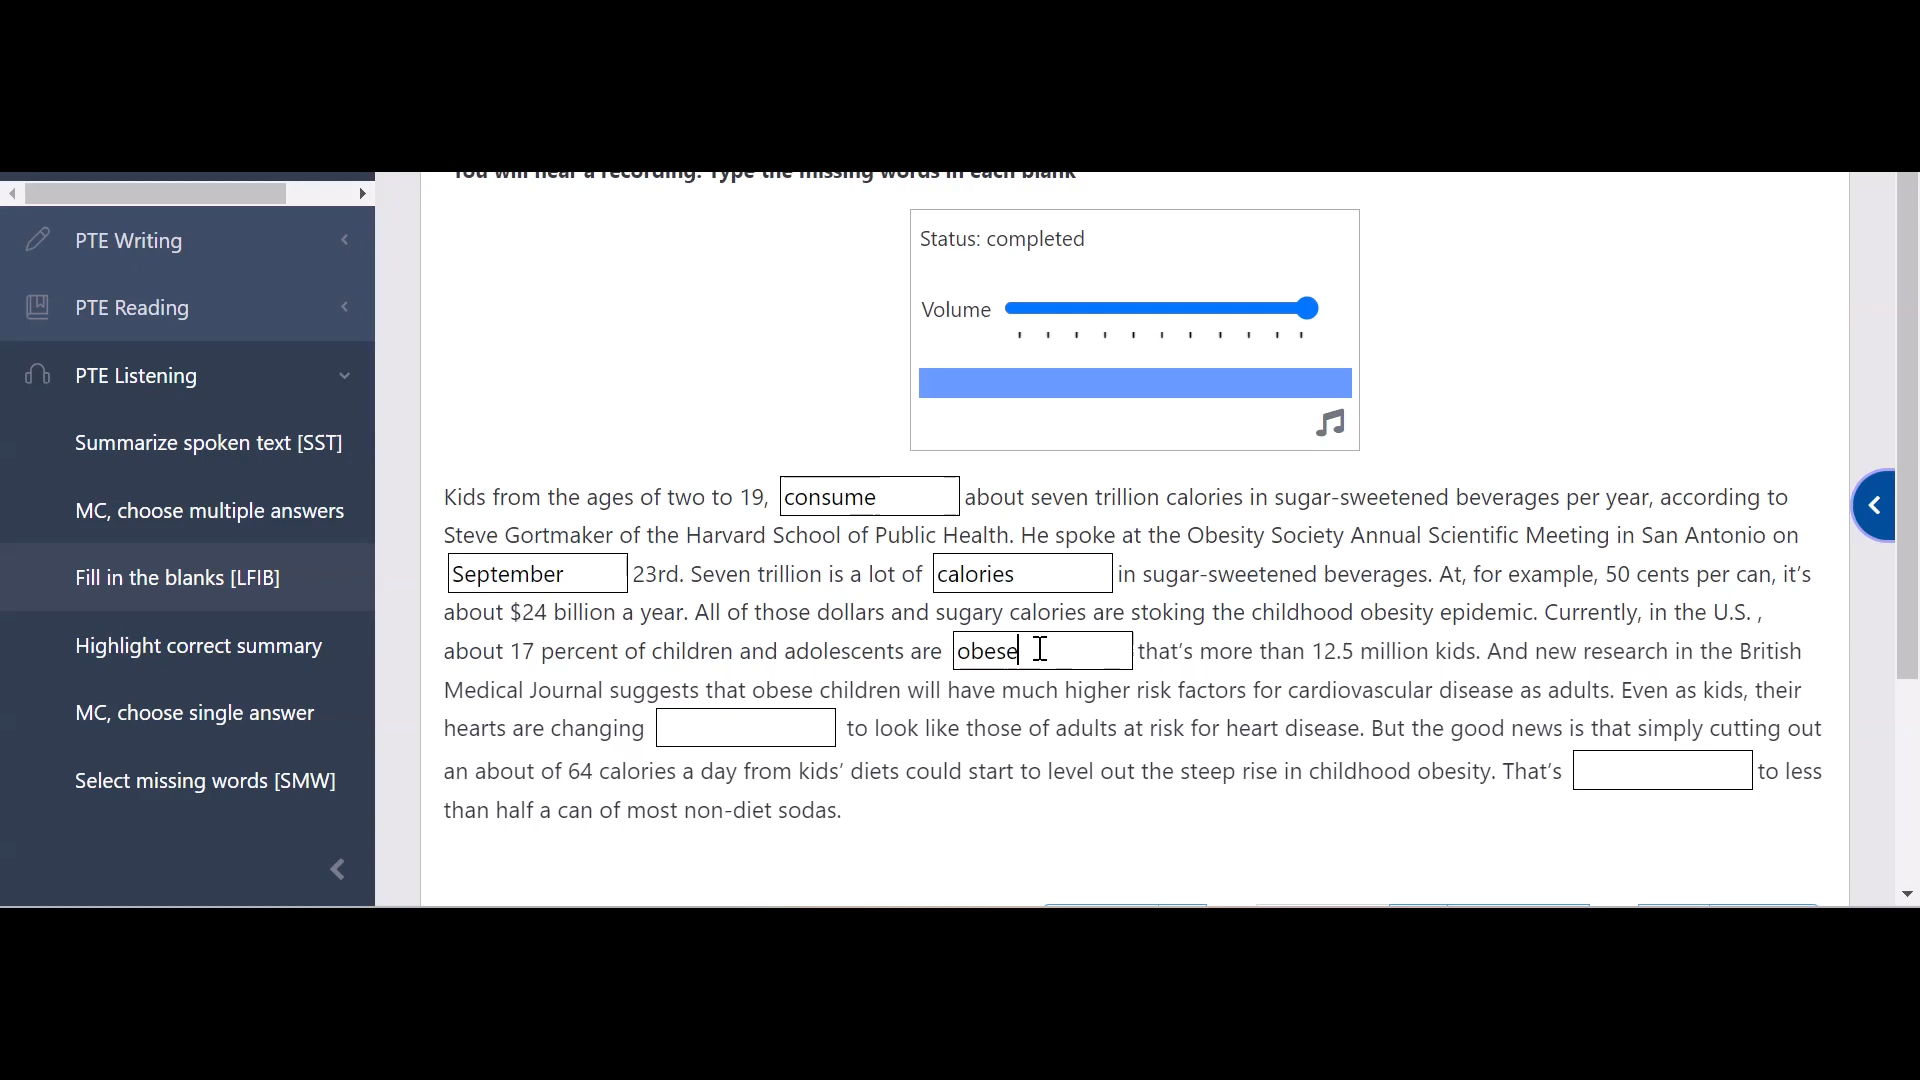 You will hear a recording. Type the missing words in each blank
Status: completed
Volume
PTE Writing
PTE Reading
PTE Listening
Summarize spoken text [SST]
MC, choose multiple answers
Fill in the blanks [LFIB]
Highlight correct summary
MC, choose single answer
Select missing words [SMW]
Kids from the ages of two to 19, consume about seven trillion calories in sugar-sweetened beverages per year, according to
Steve Gortmaker of the Harvard School of Public Health. He spoke at the Obesity Society Annual Scientific Meeting in San Antonio on
September 23rd. Seven trillion is a lot of calories in sugar-sweetened beverages. At, for example, 50 cents per can, it's
about $24 billion a year. All of those dollars and sugary calories are stoking the childhood obesity epidemic. Currently, in the U.S. ,
about 17 percent of children and adolescents are obese that's more than 12.5 million kids. And new research in the British
Medical Journal suggests that obese children will have much higher risk factors for cardiovascular disease as adults. Even as kids, their
hearts are changing to look like those of adults at risk for heart disease. But the good news is that simply cutting out
an about of 64 calories a day from kids' diets could start to level out the steep rise in childhood obesity. That's to less
than half a can of most non-diet sodas.